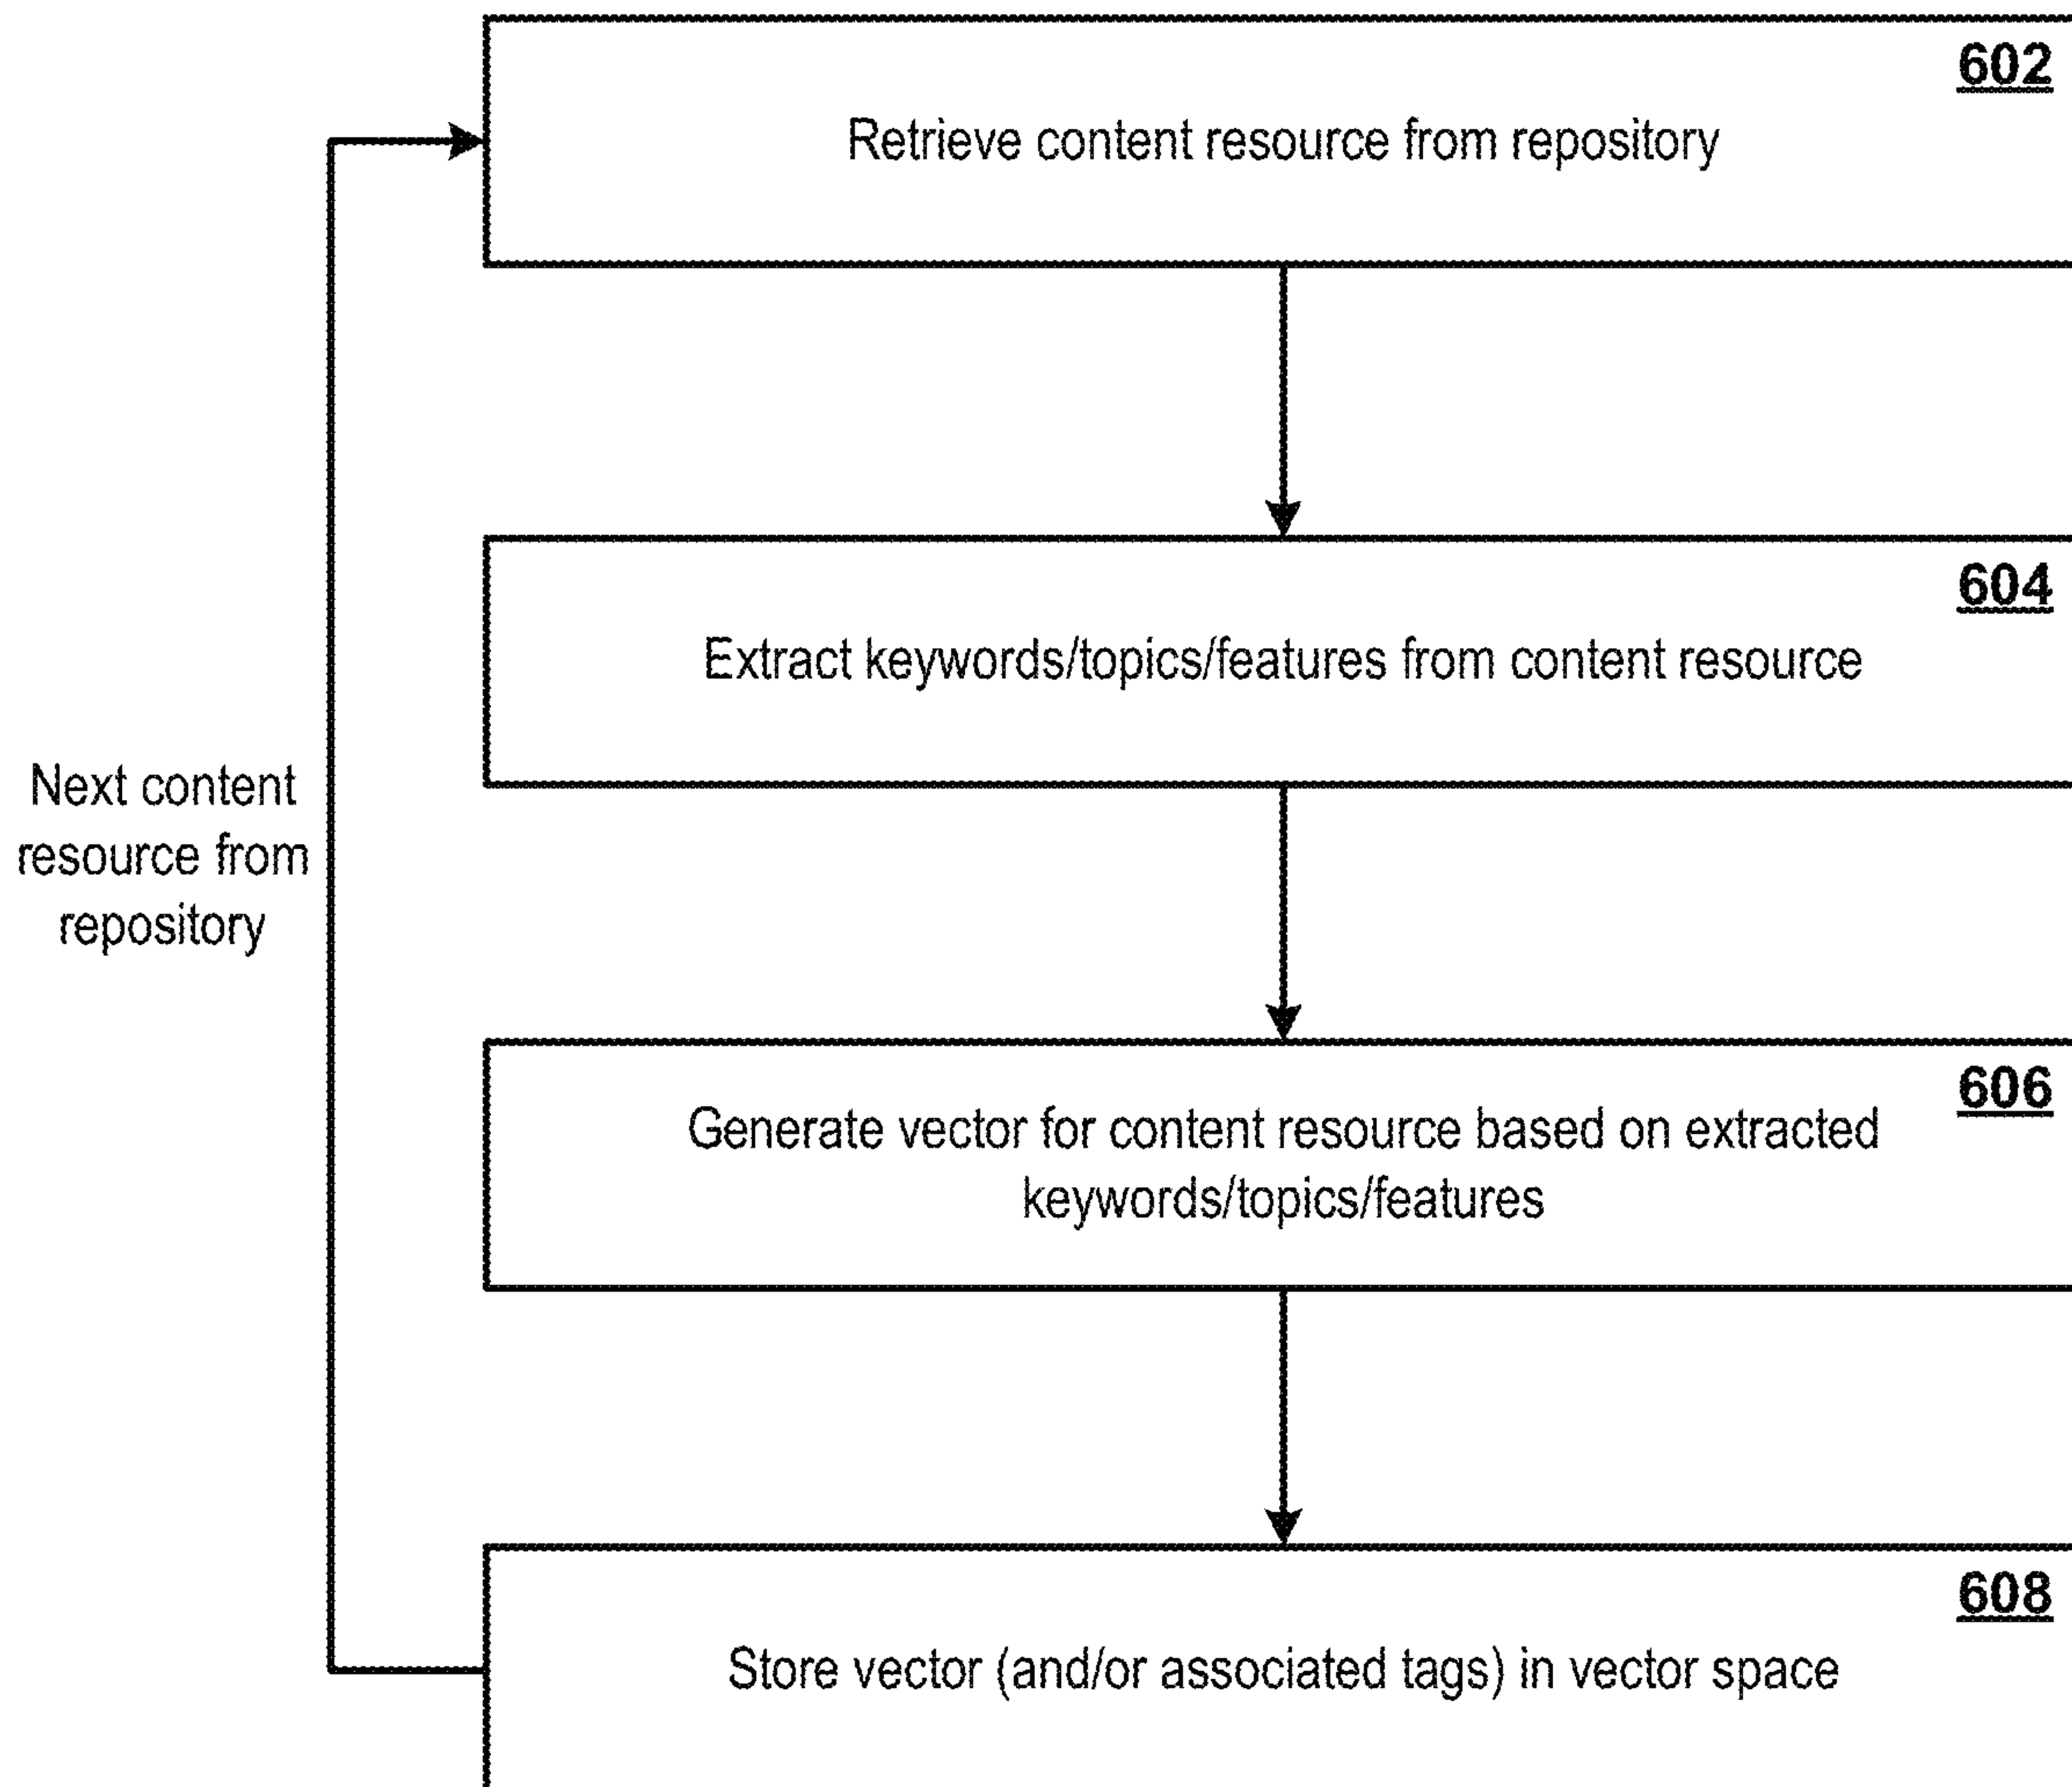 602
Retrieve content resource from repository
604
Extract keywords/topics/features from content resource
Next content
resource from
repository
606
Generate vector for content resource based on extracted
keywords/topics/features
608
Store vector (and/or associated tags) in vector space